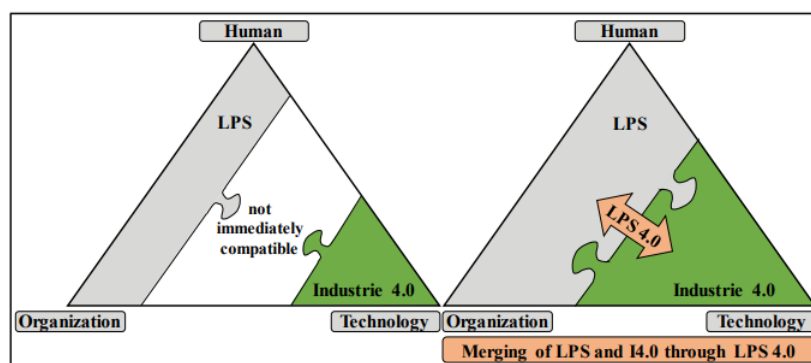 Human
LPS
not
immediately
compatible
Industrie 4.0
Organization
Technology
Human
LPS
LPS 4.0
Industrie 4.0
Organization
Technology
Merging of LPS and I4.0 through LPS 4.0